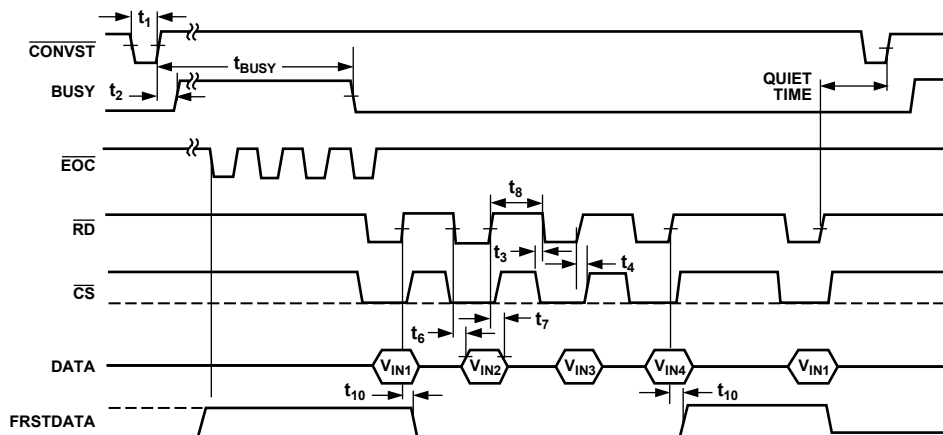 t1
CONVST
tBUSY
BUSY
t2
QUIET
TIME
EOC
t8
RD
t3
t4
CS
t6
t7
DATA
VIN1
VIN2
VIN3
VIN4
VIN1
t10
t10
FRSTDATA